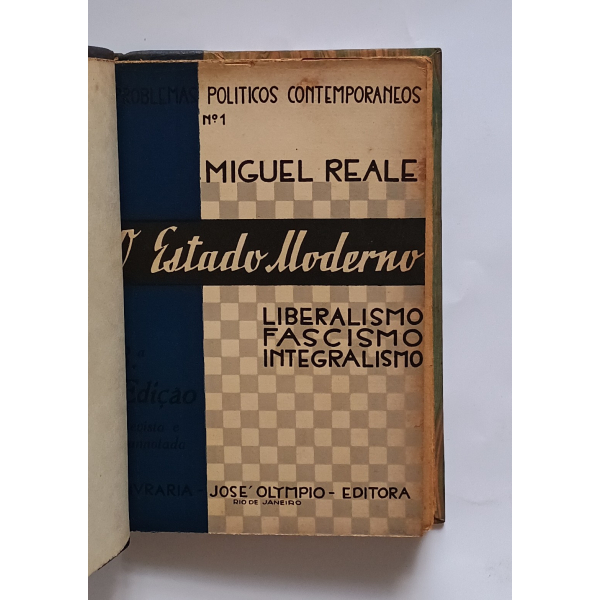 PROBLEMAS POLITICOS CONTEMPORANEOS
Nº1
MIGUEL REALE
O Estado Moderno
LIBERALISMO
FASCISMO
INTEGRALISMO
a
Edição
e
LIVRARIA - JOSÉ OLYMPIO - EDITORA
RIO DE JANEIRO